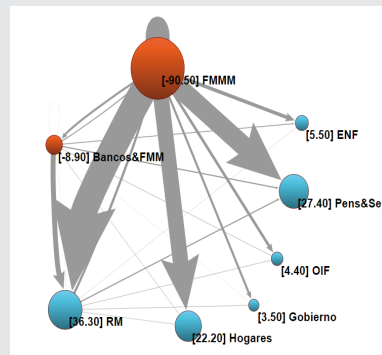 [-90.50] FMMM
[5.50] ENF
[-8.90] Bancos&FMM
[27.40] Pens&Se
[4.40] OIF
[3.50] Gobierno
[36.30] RM
[22.20] Hogares